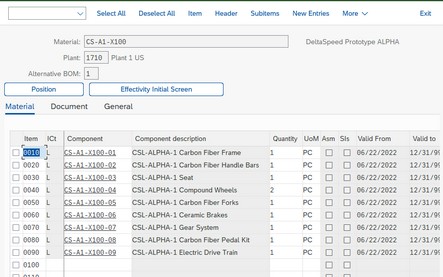 Select All Deselect All Item Header Subitems New Entries More Exit
Material: CS-A1-X100 DeltaSpeed Prototype ALPHA
Plant: 1710 Plant 1 US
Alternative BOM: 1
Position Effectivity Initial Screen
Material Document General
Item ICt Component Component description Quantity UoM Asm SIs Valid From Valid to
0010 L CS-A1-X100-01 CSL-ALPHA-1 Carbon Fiber Frame 1 PC 06/22/2022 12/31/99
0020 L CS-A1-X100-02 CSL-ALPHA-1 Carbon Fiber Handle Bars 1 PC 06/22/2022 12/31/99
0030 L CS-A1-X100-03 CSL-ALPHA-1 Seat 1 PC 06/22/2022 12/31/99
0040 L CS-A1-X100-04 CSL-ALPHA-1 Compound Wheels 2 PC 06/22/2022 12/31/99
0050 L CS-A1-X100-05 CSL-ALPHA-1 Carbon Fiber Forks 1 PC 06/22/2022 12/31/99
0060 L CS-A1-X100-06 CSL-ALPHA-1 Ceramic Brakes 1 PC 06/22/2022 12/31/99
0070 L CS-A1-X100-07 CSL-ALPHA-1 Gear System 1 PC 06/22/2022 12/31/99
0080 L CS-A1-X100-08 CSL-ALPHA-1 Carbon Fiber Pedal Kit 1 PC 06/22/2022 12/31/99
0090 L CS-A1-X100-09 CSL-ALPHA-1 Electric Drive Train 1 PC 06/22/2022 12/31/99
0100
0110